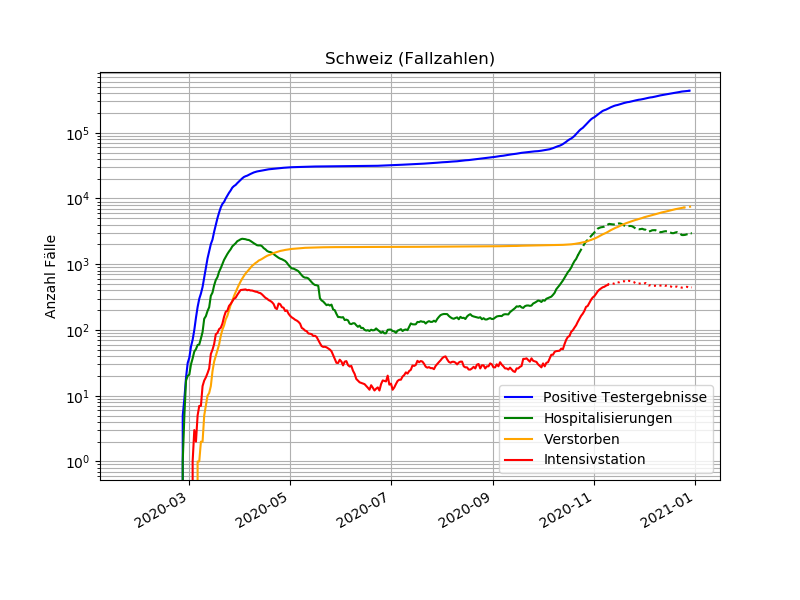 Schweiz (Fallzahlen)
Anzahl Fälle
10^5
10^4
10^3
10^2
10^1
10^0
2020-03
2020-05
2020-07
2020-09
2020-11
2021-01
Positive Testergebnisse
Hospitalisierungen
Verstorben
Intensivstation